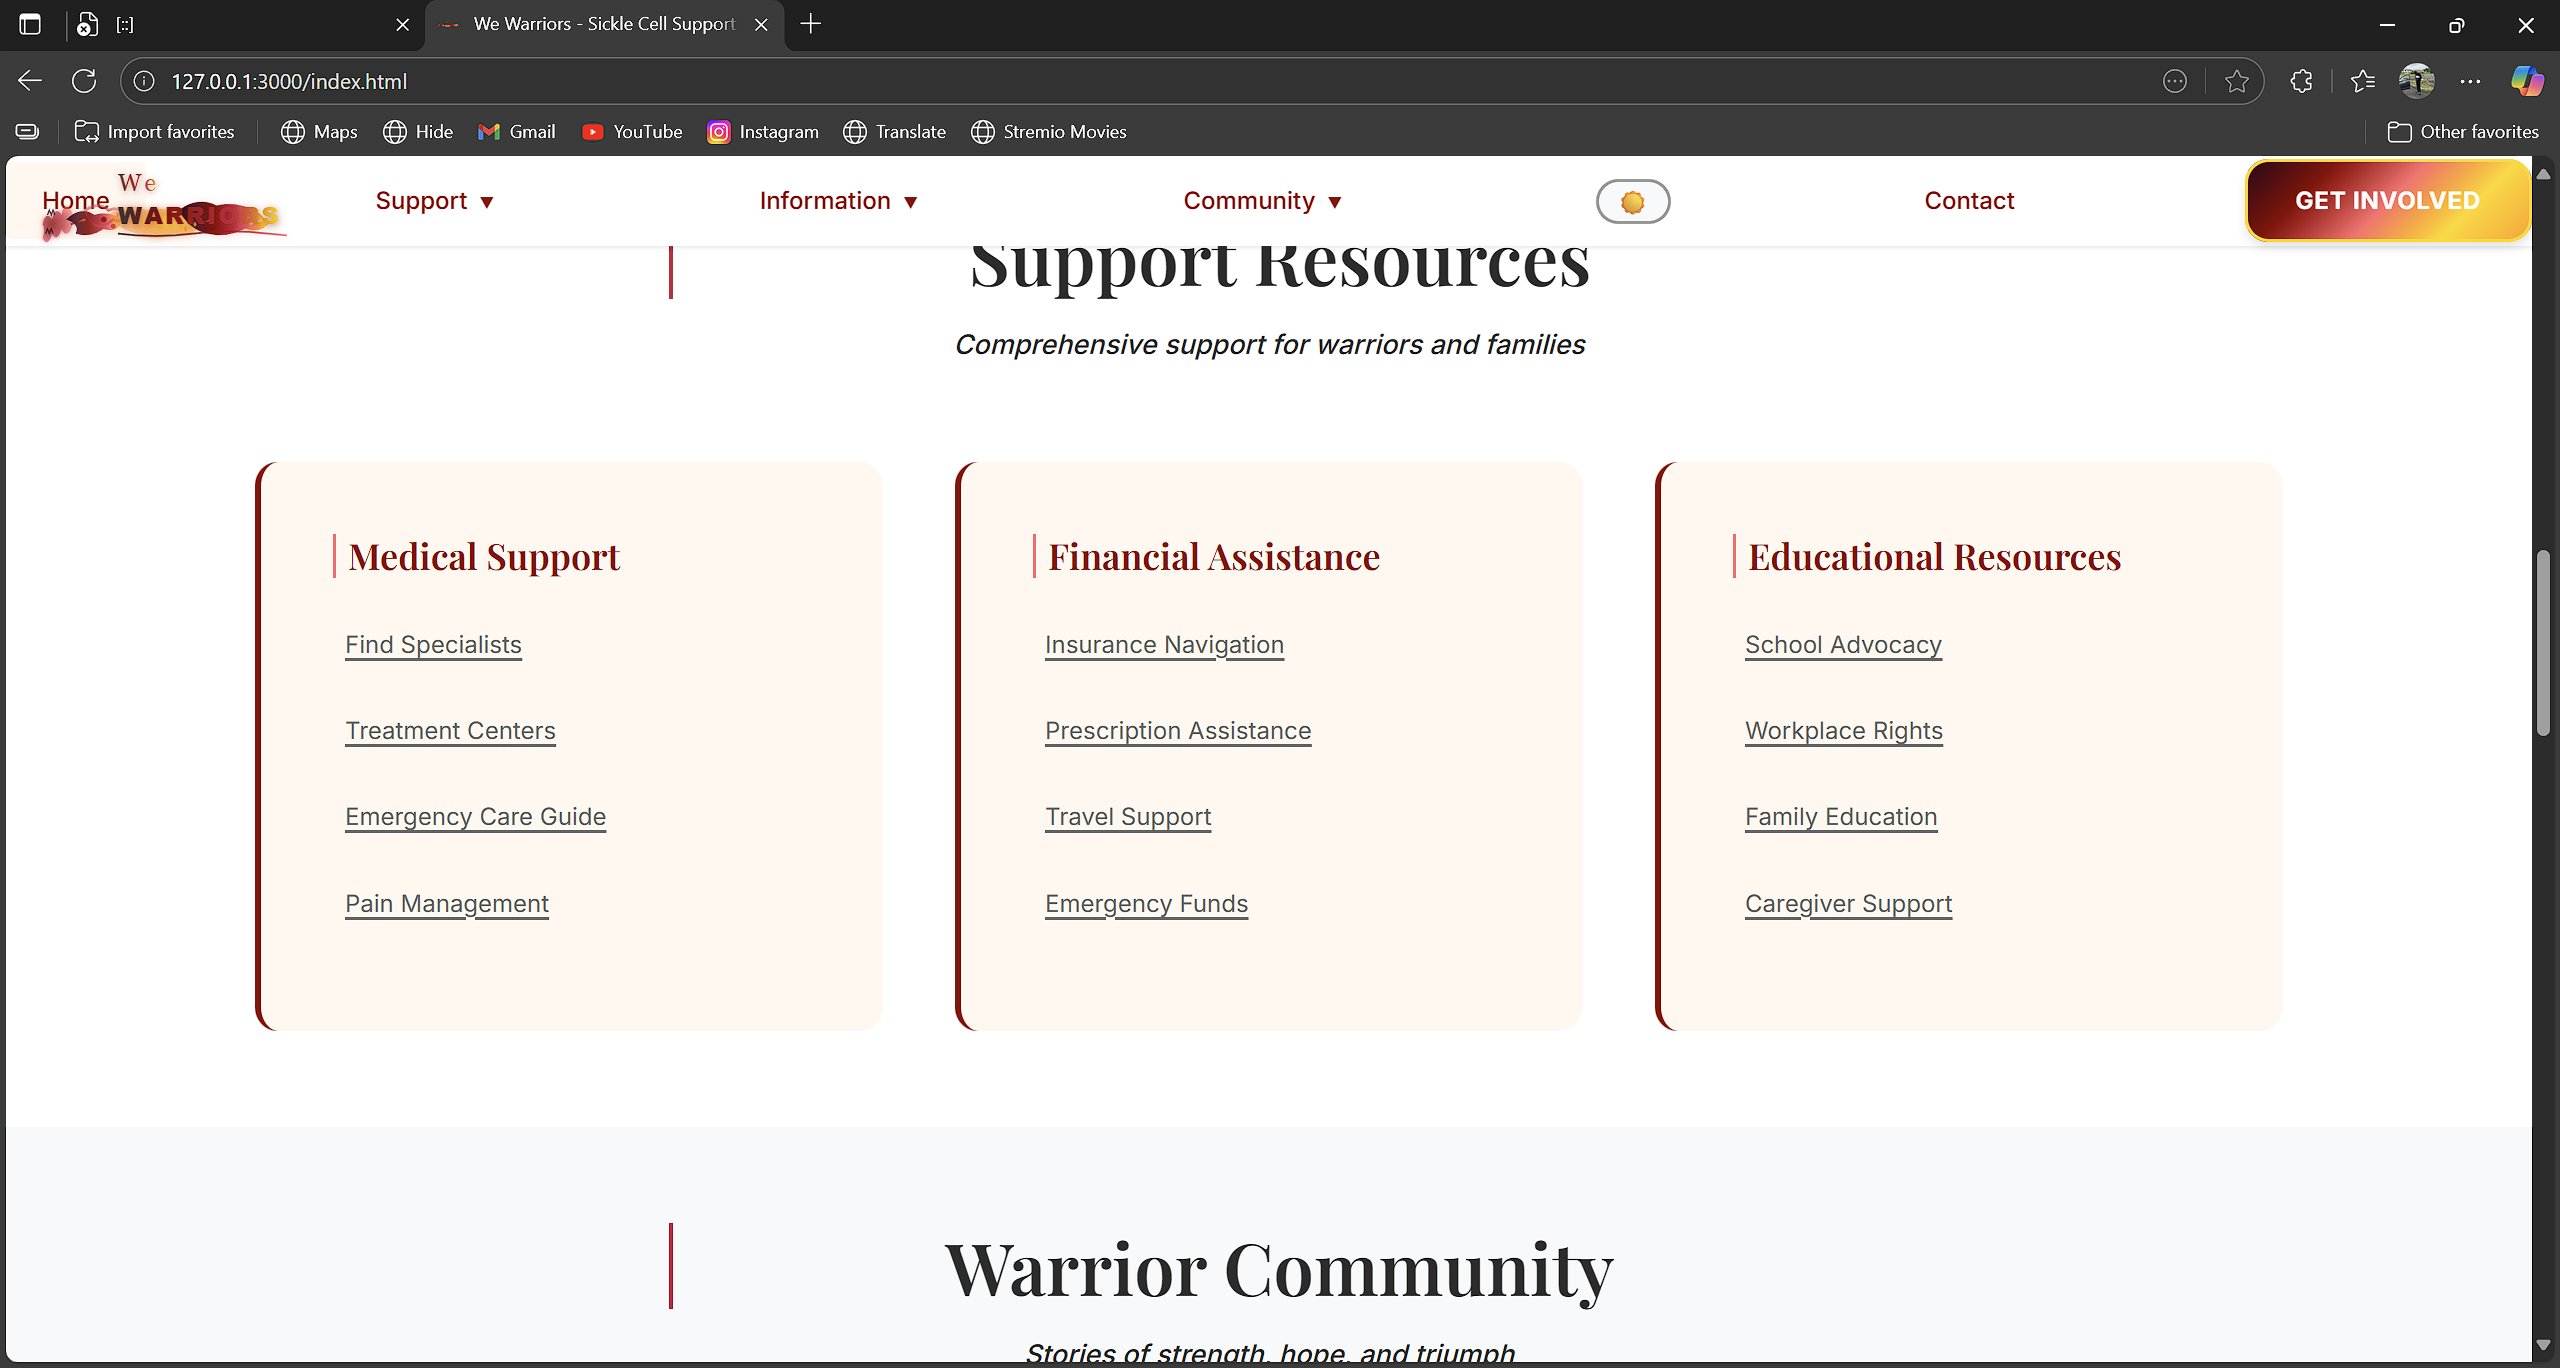 [::]
We Warriors - Sickle Cell Support
127.0.0.1:3000/index.html
Import favorites
Maps
Hide
Gmail
YouTube
Instagram
Translate
Stremio Movies
Other favorites
Home
We
WARRIORS
Support ▼
Information ▼
Community ▼
Contact
GET INVOLVED
Support Resources
Comprehensive support for warriors and families
Medical Support
Find Specialists
Treatment Centers
Emergency Care Guide
Pain Management
Financial Assistance
Insurance Navigation
Prescription Assistance
Travel Support
Emergency Funds
Educational Resources
School Advocacy
Workplace Rights
Family Education
Caregiver Support
Warrior Community
Stories of strength, hope, and triumph